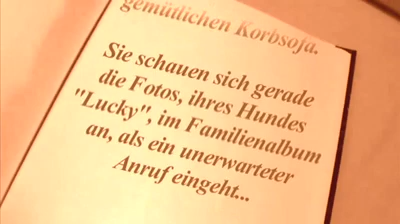 gemütlichen Korbsofa.
Sie schauen sich gerade
die Fotos, ihres Hundes
"Lucky", im Familienalbum
an, als ein unerwarteter
Anruf eingeht...